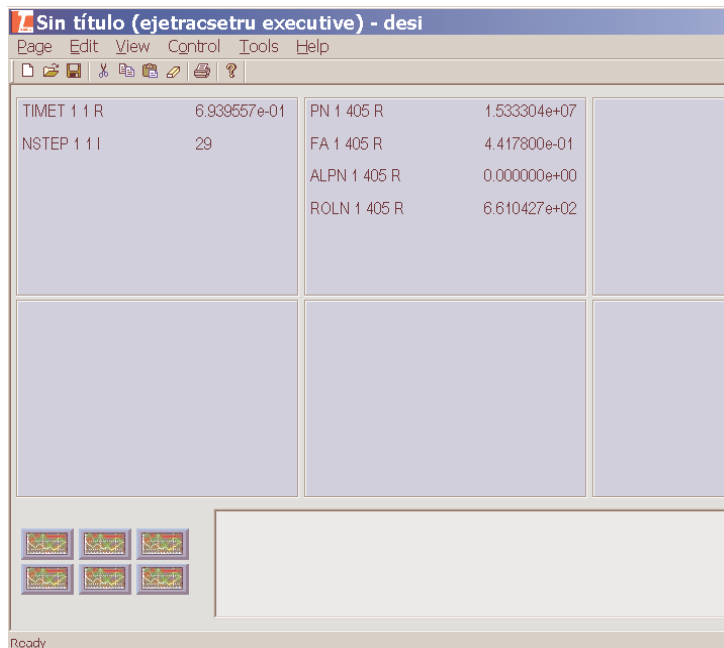 Sin título (ejetracsetru executive) - desi
Page Edit View Control Tools Help
TIMET 1 1 R 6.939557e-01
NSTEP 1 1 I 29
PN 1 405 R 1.533304e+07
FA 1 405 R 4.417800e-01
ALPN 1 405 R 0.000000e+00
ROLN 1 405 R 6.610427e+02
Ready